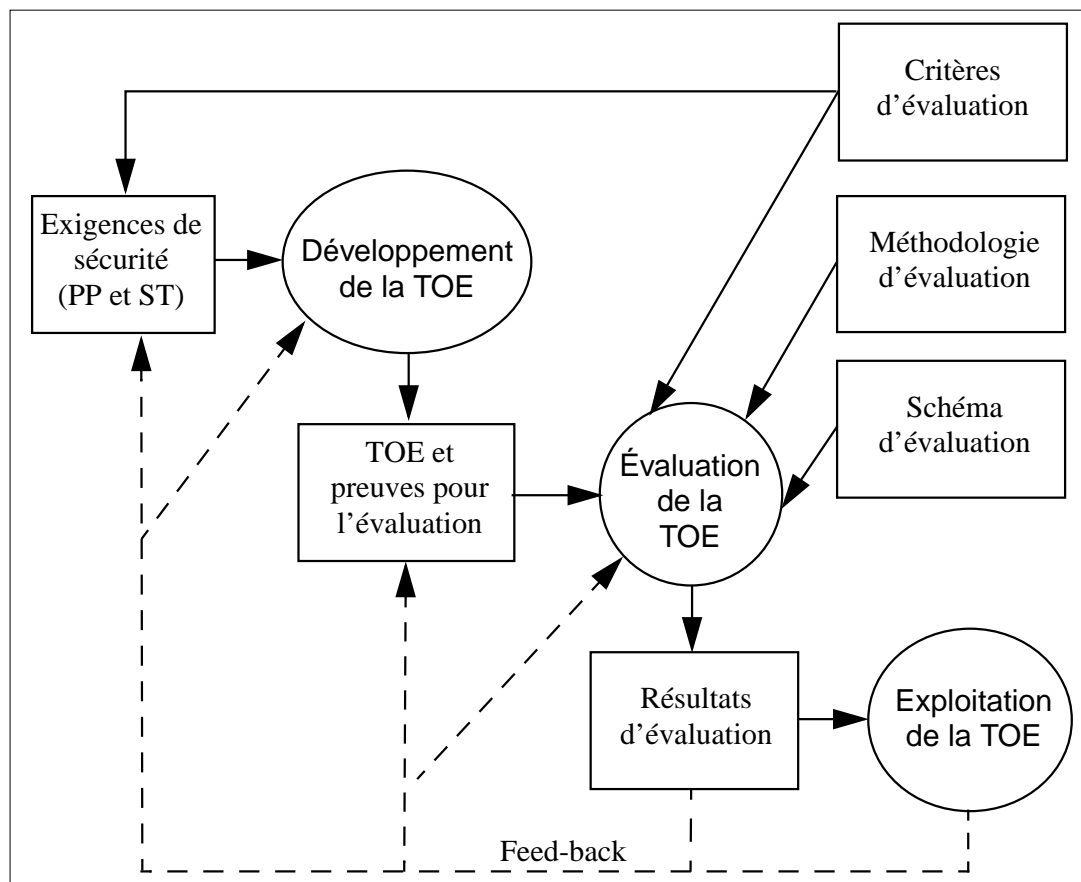 Critères
d'évaluation
Exigences de
sécurité
(PP et ST)
Développement
de la TOE
Méthodologie
d'évaluation
Schéma
d'évaluation
TOE et
preuves pour
l'évaluation
Évaluation
de la
TOE
Résultats
d'évaluation
Exploitation
de la TOE
Feed-back